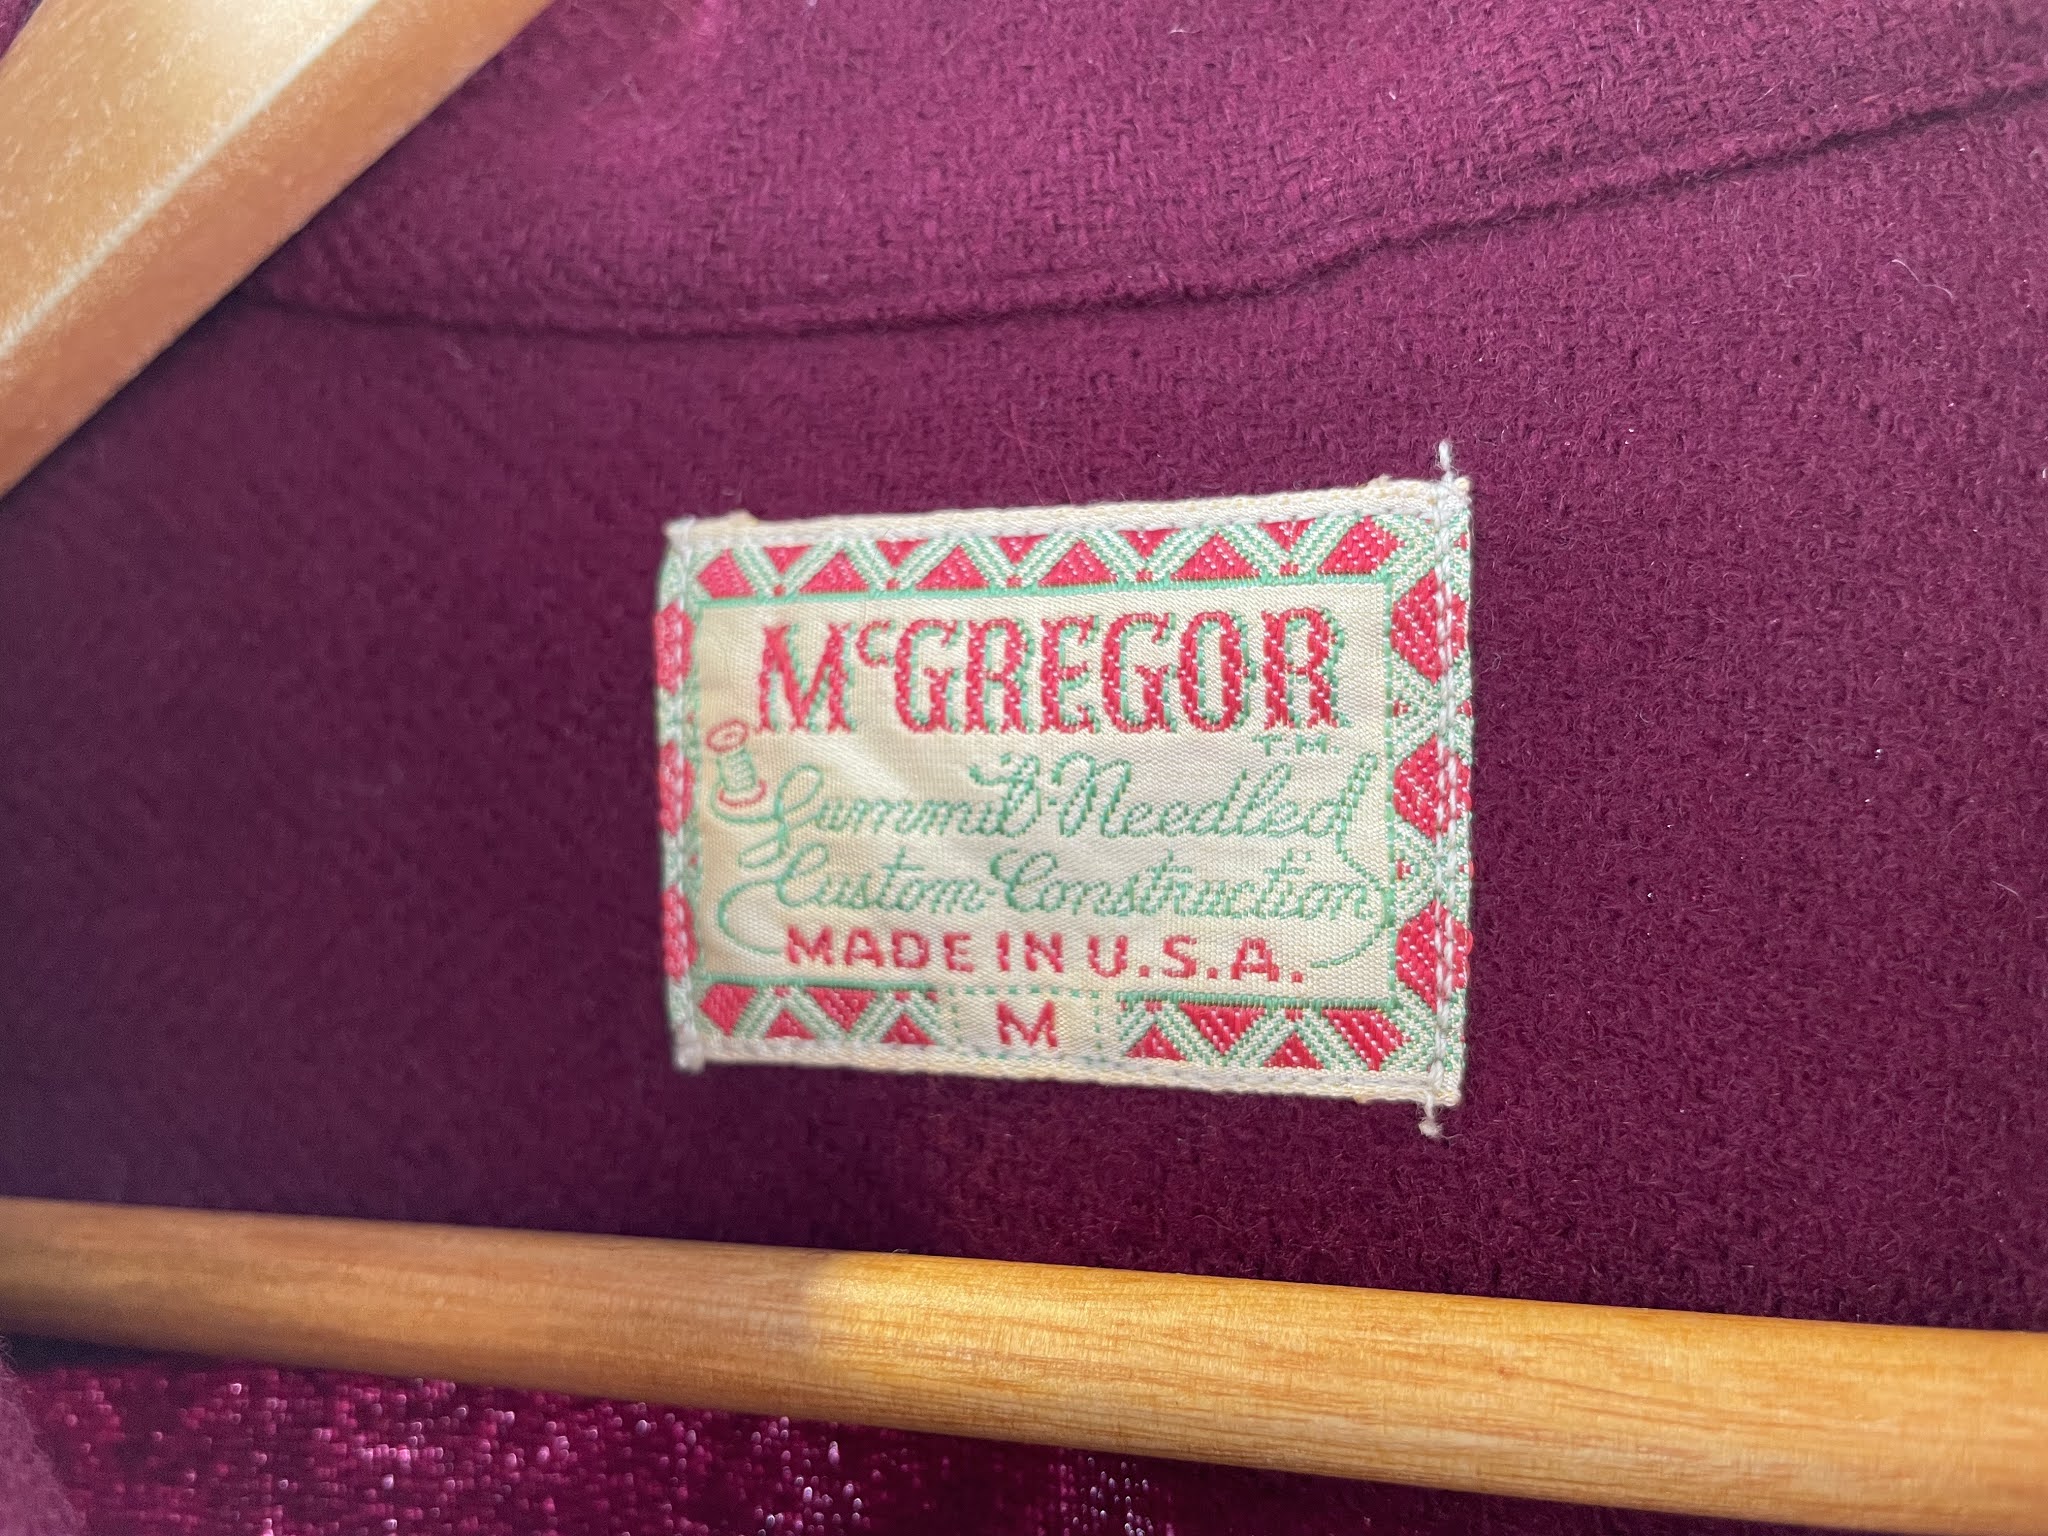 McGREGOR
T.M.
Summit-Needled
Custom-Construction
MADE IN U.S.A.
M